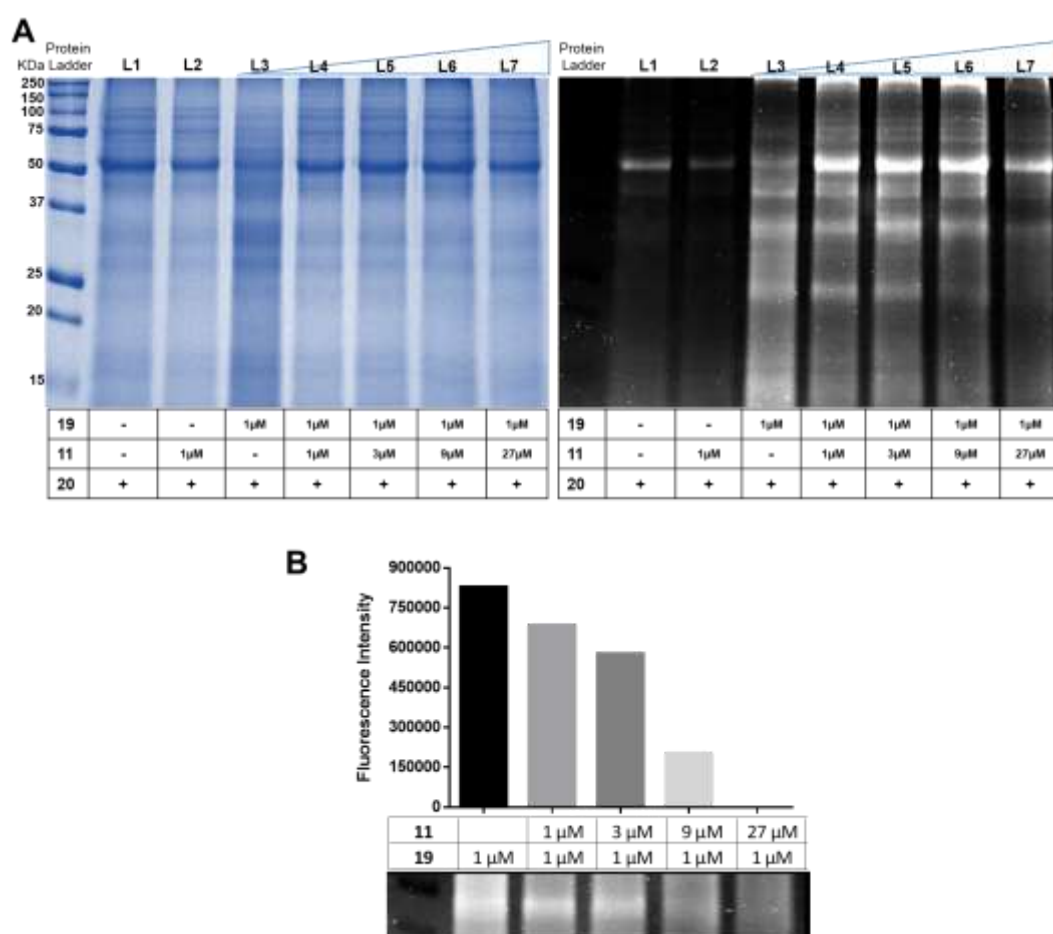 A
Protein Ladder L1 L2 L3 L4 L5 L6 L7
KDa
250
150
100
75
50
37
25
20
15
19 - - 1µM 1µM 1µM 1µM 1µM
11 - 1µM - 1µM 3µM 9µM 27µM
20 + + + + + + +
Protein Ladder L1 L2 L3 L4 L5 L6 L7
19 - - 1µM 1µM 1µM 1µM 1µM
11 - 1µM - 1µM 3µM 9µM 27µM
20 + + + + + + +
B
Fluorescence Intensity
900000
750000
600000
450000
300000
150000
0
11 1 µM 3 µM 9 µM 27 µM
19 1 µM 1 µM 1 µM 1 µM 1 µM